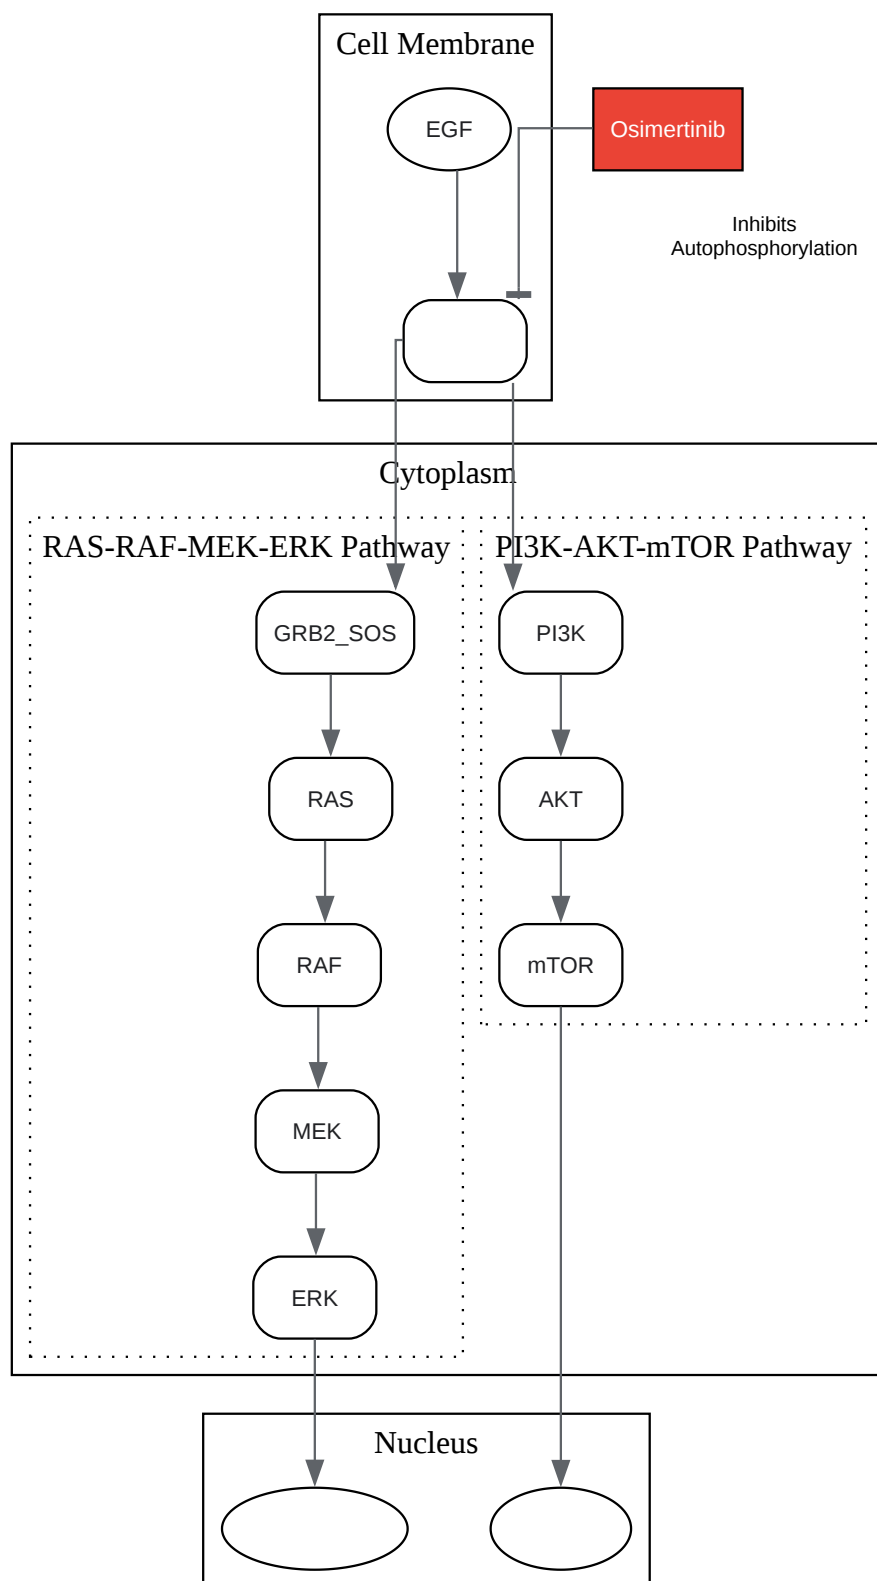 Cell Membrane
EGF
Osimertinib
Inhibits
Autophosphorylation
Cytoplasm
RAS-RAF-MEK-ERK Pathway
PI3K-AKT-mTOR Pathway
GRB2_SOS
PI3K
RAS
AKT
RAF
mTOR
MEK
ERK
Nucleus